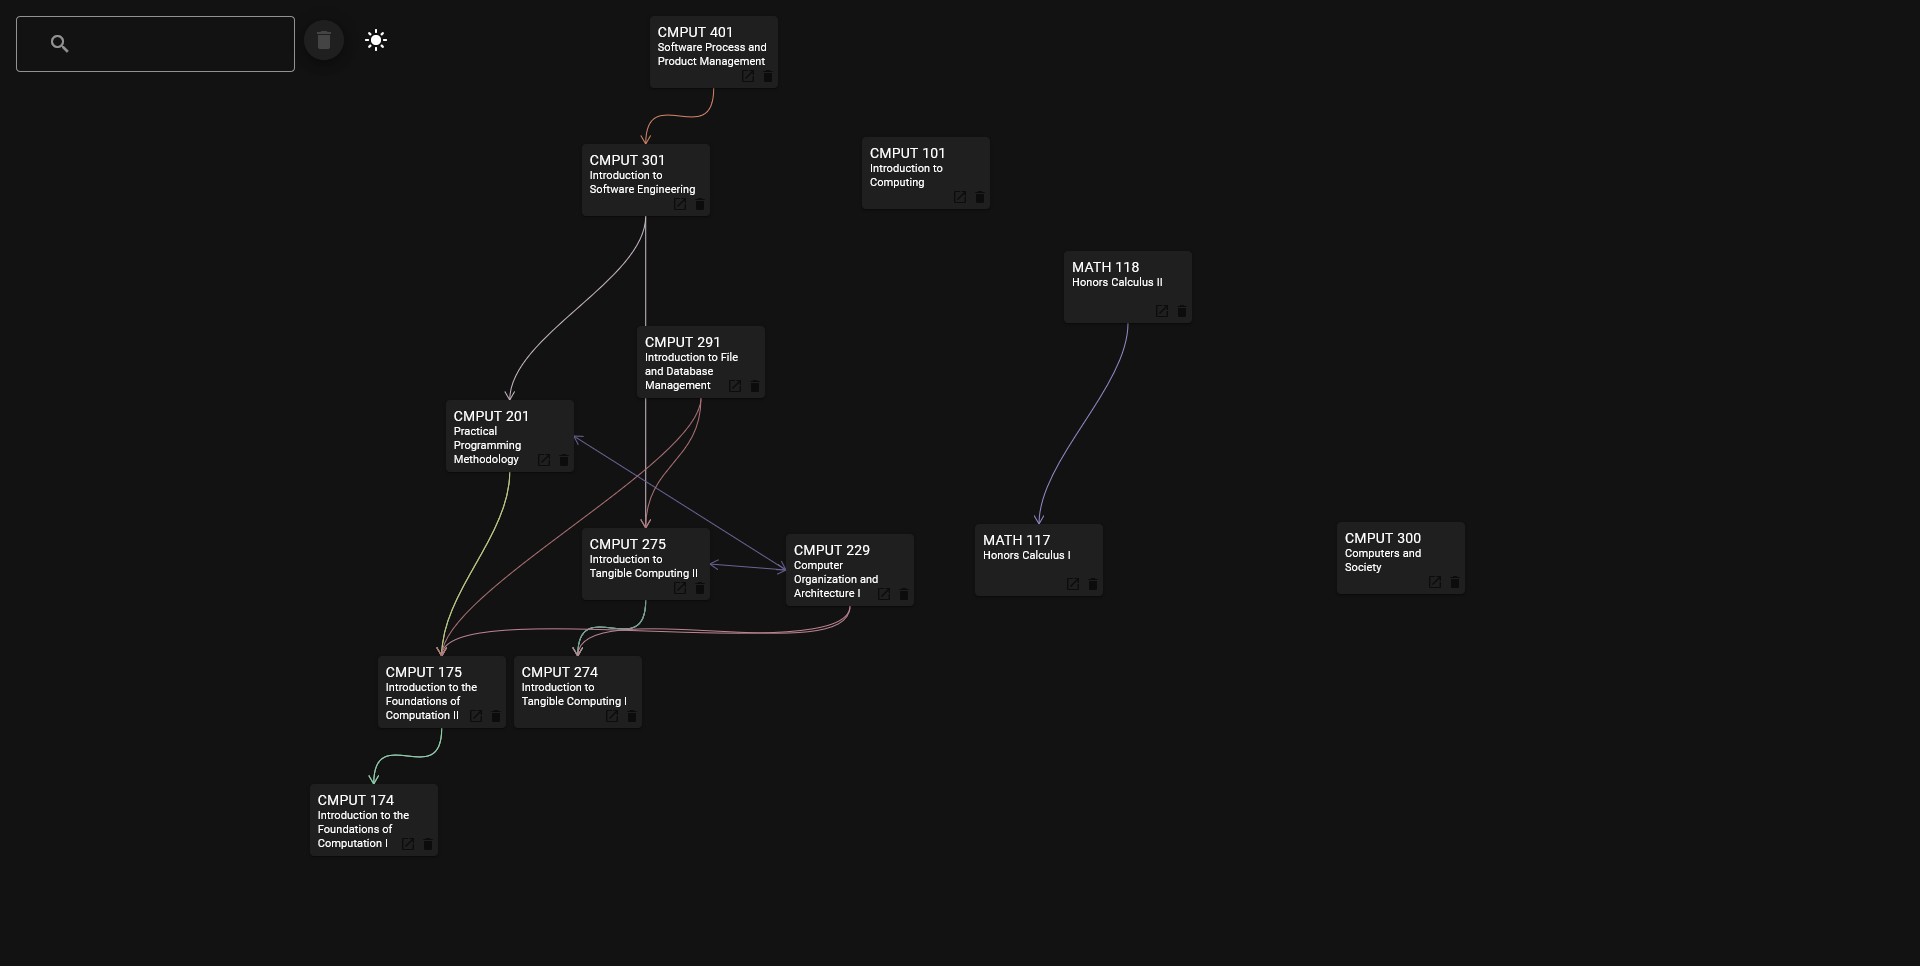 CMPUT 401
Software Process and
Product Management
CMPUT 101
Introduction to
Computing
CMPUT 301
Introduction to
Software Engineering
MATH 118
Honors Calculus II
CMPUT 291
Introduction to File
and Database
Management
CMPUT 201
Practical
Programming
Methodology
CMPUT 275
Introduction to
Tangible Computing II
CMPUT 229
Computer
Organization and
Architecture I
MATH 117
Honors Calculus I
CMPUT 300
Computers and
Society
CMPUT 175
Introduction to the
Foundations of
Computation II
CMPUT 274
Introduction to
Tangible Computing I
CMPUT 174
Introduction to the
Foundations of
Computation I